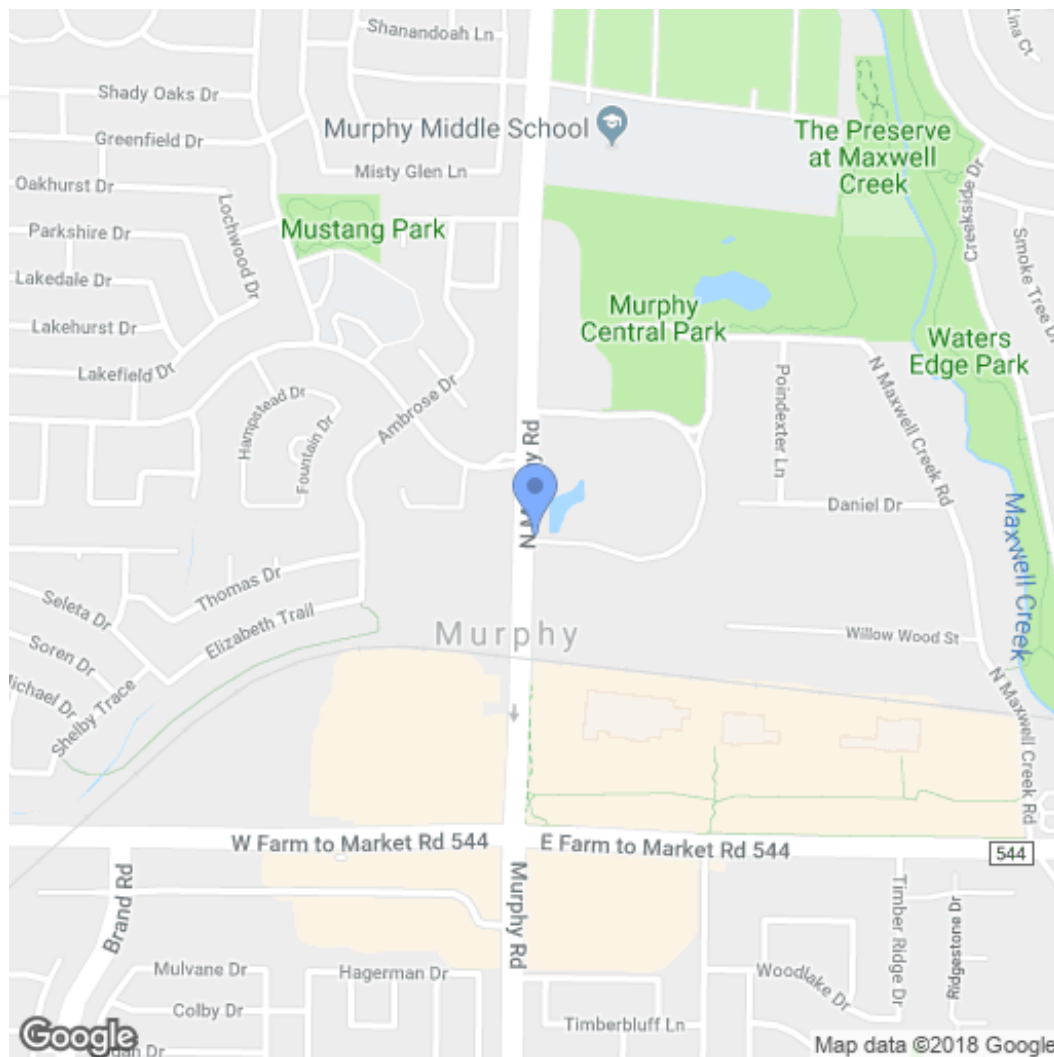 Shanandoah Ln
Lina Ct
Shady Oaks Dr
Murphy Middle School
The Preserve
at Maxwell
Creek
Greenfield Dr
Misty Glen Ln
Oakhurst Dr
Lochwood Dr
Creekside Dr
Mustang Park
Parkshire Dr
Smoke Tree Dr
Lakedale Dr
Murphy
Central Park
Lakehurst Dr
Waters
Edge Park
Lakefield Dr
Ambrose Dr
Hampstead Dr
Fountain Dr
Poindexter Ln
N Maxwell Creek Rd
Daniel Dr
Maxwell Creek
Thomas Dr
Seleta Dr
Elizabeth Trail
Murphy
Willow Wood St
Soren Dr
Michael Dr
Shelby Trace
N Maxwell Creek Rd
W Farm to Market Rd 544
E Farm to Market Rd 544
544
Brand Rd
Murphy Rd
Timber Ridge Dr
Ridgestone Dr
Mulvane Dr
Hagerman Dr
Woodlake Dr
Colby Dr
Timberbluff Ln
Google
Map data ©2018 Google